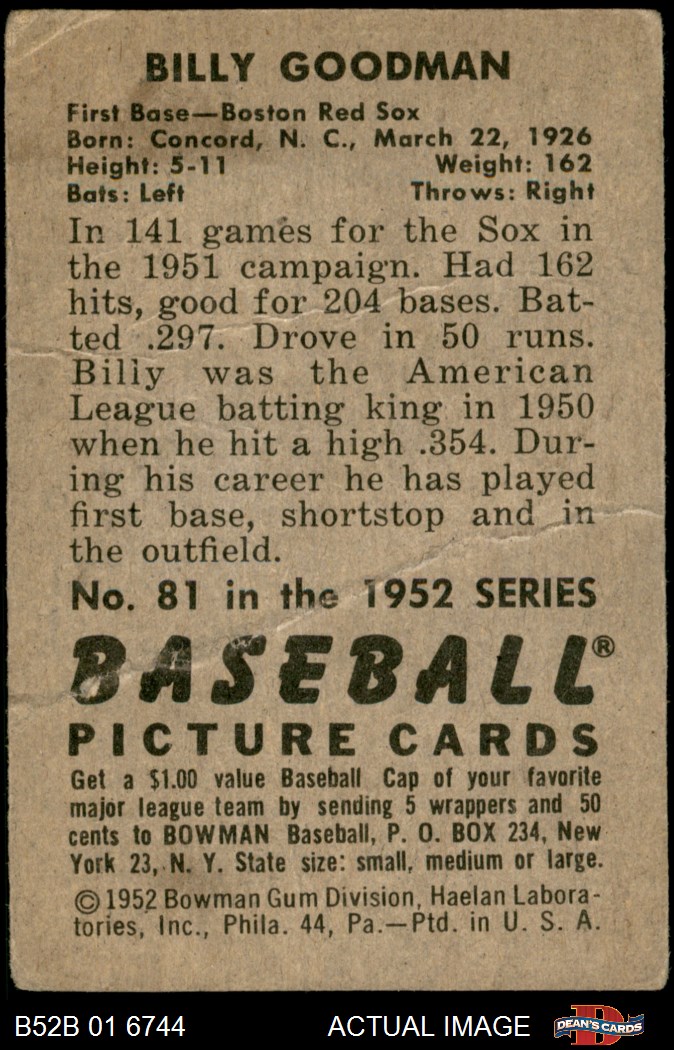 BILLY GOODMAN
First Base—Boston Red Sox
Born: Concord, N. C., March 22, 1926
Height: 5-11 Weight: 162
Bats: Left Throws: Right
In 141 games for the Sox in
the 1951 campaign. Had 162
hits, good for 204 bases. Bat-
ted .297. Drove in 50 runs.
Billy was the American
League batting king in 1950
when he hit a high .354. Dur-
ing his career he has played
first base, shortstop and in
the outfield.
No. 81 in the 1952 SERIES
BASEBALL®
PICTURE CARDS
Get a $1.00 value Baseball Cap of your favorite
major league team by sending 5 wrappers and 50
cents to BOWMAN Baseball, P. O. BOX 234, New
York 23, N. Y. State size: small, medium or large.
©1952 Bowman Gum Division, Haelan Labora-
tories, Inc., Phila. 44, Pa.—Ptd. in U. S. A.
B52B 01 6744 ACTUAL IMAGE DEAN'S CARDS